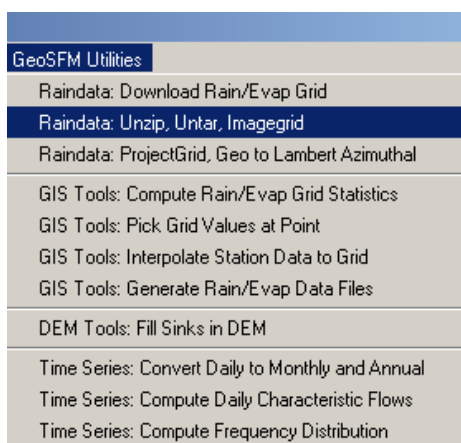 GeoSFM Utilities
Raindata: Download Rain/Evap Grid
Raindata: Unzip, Untar, Imagegrid
Raindata: ProjectGrid, Geo to Lambert Azimuthal
GIS Tools: Compute Rain/Evap Grid Statistics
GIS Tools: Pick Grid Values at Point
GIS Tools: Interpolate Station Data to Grid
GIS Tools: Generate Rain/Evap Data Files
DEM Tools: Fill Sinks in DEM
Time Series: Convert Daily to Monthly and Annual
Time Series: Compute Daily Characteristic Flows
Time Series: Compute Frequency Distribution